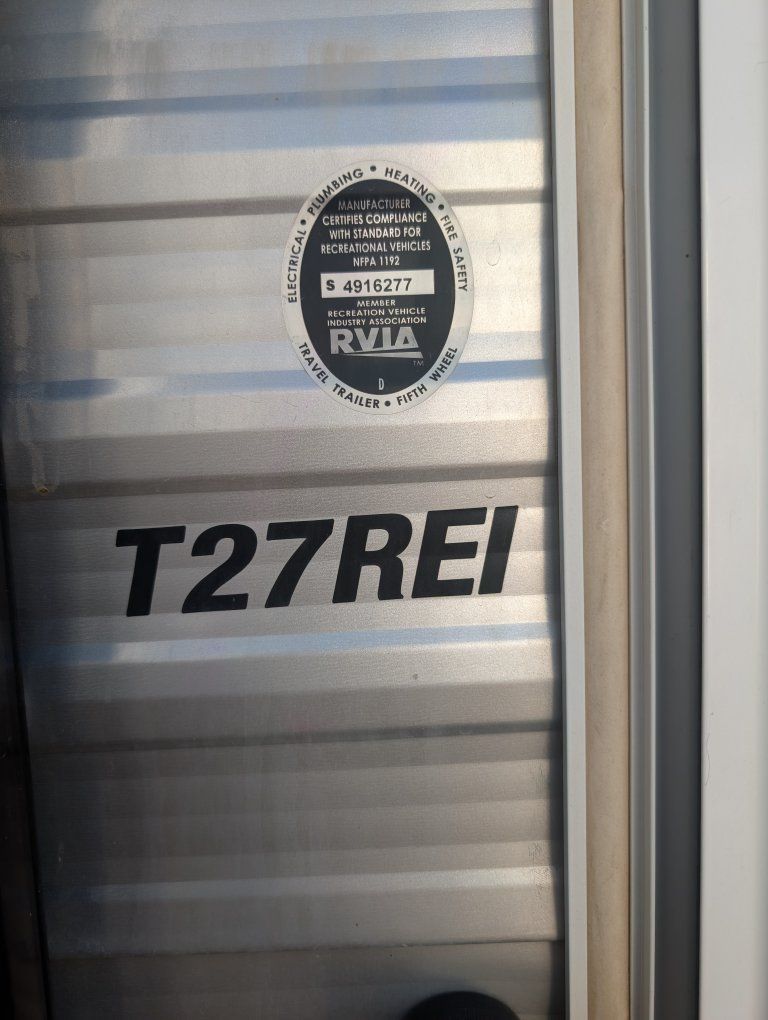 ELECTRICAL • PLUMBING • HEATING • FIRE SAFETY
MANUFACTURER
CERTIFIES COMPLIANCE
WITH STANDARD FOR
RECREATIONAL VEHICLES
NFPA 1192
S 4916277
MEMBER
RECREATION VEHICLE
INDUSTRY ASSOCIATION
RVIA
TM
D
TRAVEL TRAILER • FIFTH WHEEL
T27REI